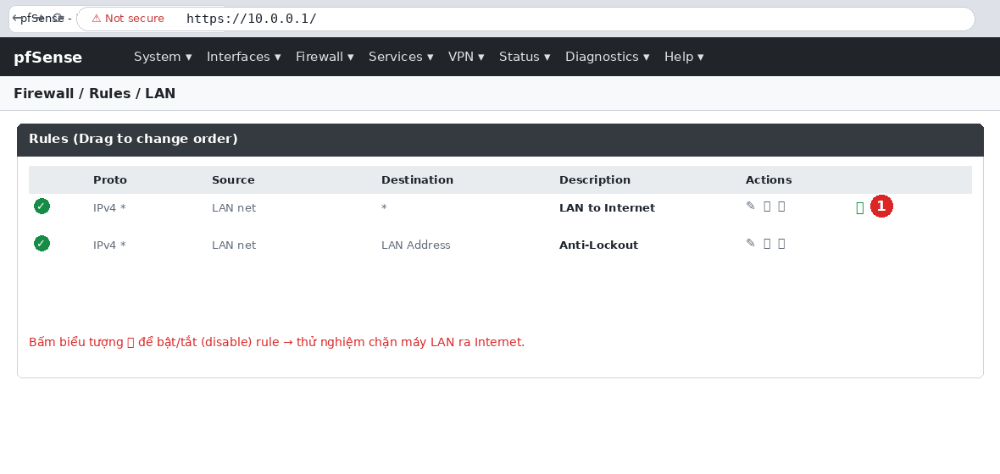 pfSense -
⚠ Not secure https://10.0.0.1/
pfSense System ▾ Interfaces ▾ Firewall ▾ Services ▾ VPN ▾ Status ▾ Diagnostics ▾ Help ▾
Firewall / Rules / LAN
Rules (Drag to change order)
Proto Source Destination Description Actions
✓ IPv4 * LAN net * LAN to Internet ✎ 1
✓ IPv4 * LAN net LAN Address Anti-Lockout ✎
Bấm biểu tượng để bật/tắt (disable) rule → thử nghiệm chặn máy LAN ra Internet.